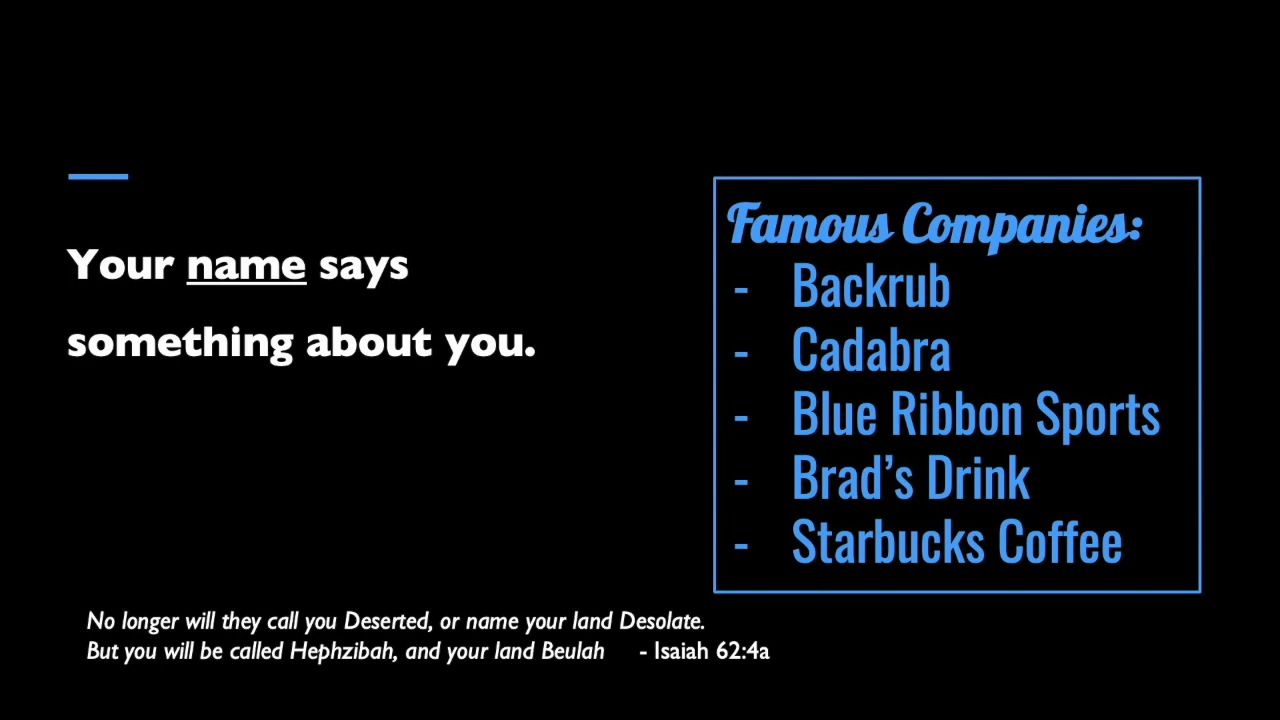 Your name says
something about you.
Famous Companies:
- Backrub
- Cadabra
- Blue Ribbon Sports
- Brad’s Drink
- Starbucks Coffee
No longer will they call you Deserted, or name your land Desolate.
But you will be called Hephzibah, and your land Beulah - Isaiah 62:4a